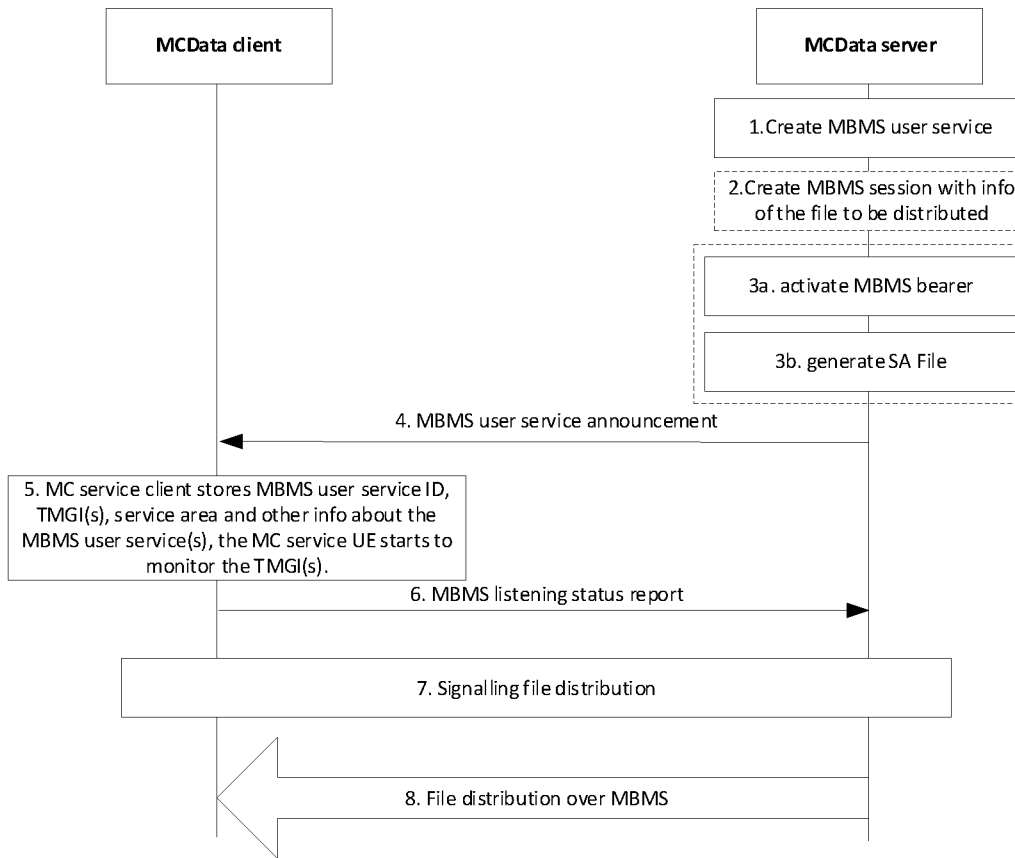 MCData client
MCData server
1.Create MBMS user service
2.Create MBMS session with info
of the file to be distributed
3a. activate MBMS bearer
3b. generate SA File
4. MBMS user service announcement
5. MC service client stores MBMS user service ID,
TMGI(s), service area and other info about the
MBMS user service(s), the MC service UE starts to
monitor the TMGI(s).
6. MBMS listening status report
7. Signalling file distribution
8. File distribution over MBMS